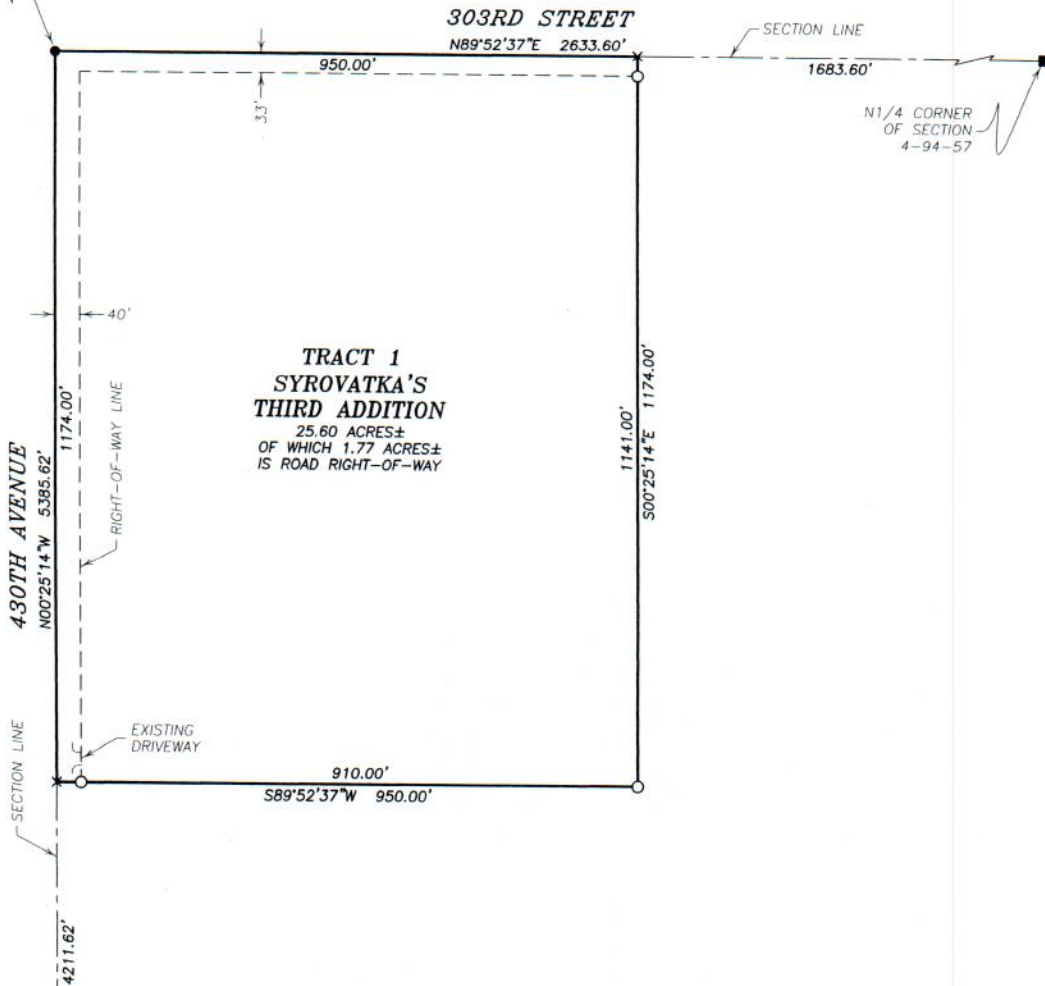 303RD STREET
N89°52'37"E 2633.60'
950.00'
SECTION LINE
1683.60'
33'
N1/4 CORNER
OF SECTION
4-94-57
40'
TRACT 1
SYROVATKA'S
THIRD ADDITION
25.60 ACRES±
OF WHICH 1.77 ACRES±
IS ROAD RIGHT-OF-WAY
1174.00'
RIGHT-OF-WAY LINE
430TH AVENUE
N00°25'14"W 5385.62'
1141.00'
S00°25'14"E 1174.00'
EXISTING
DRIVEWAY
SECTION LINE
910.00'
S89°52'37"W 950.00'
4211.62'